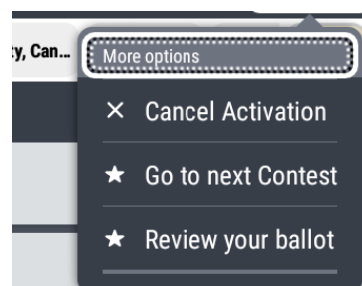 ty, Can...
More options
Cancel Activation
Go to next Contest
Review your ballot